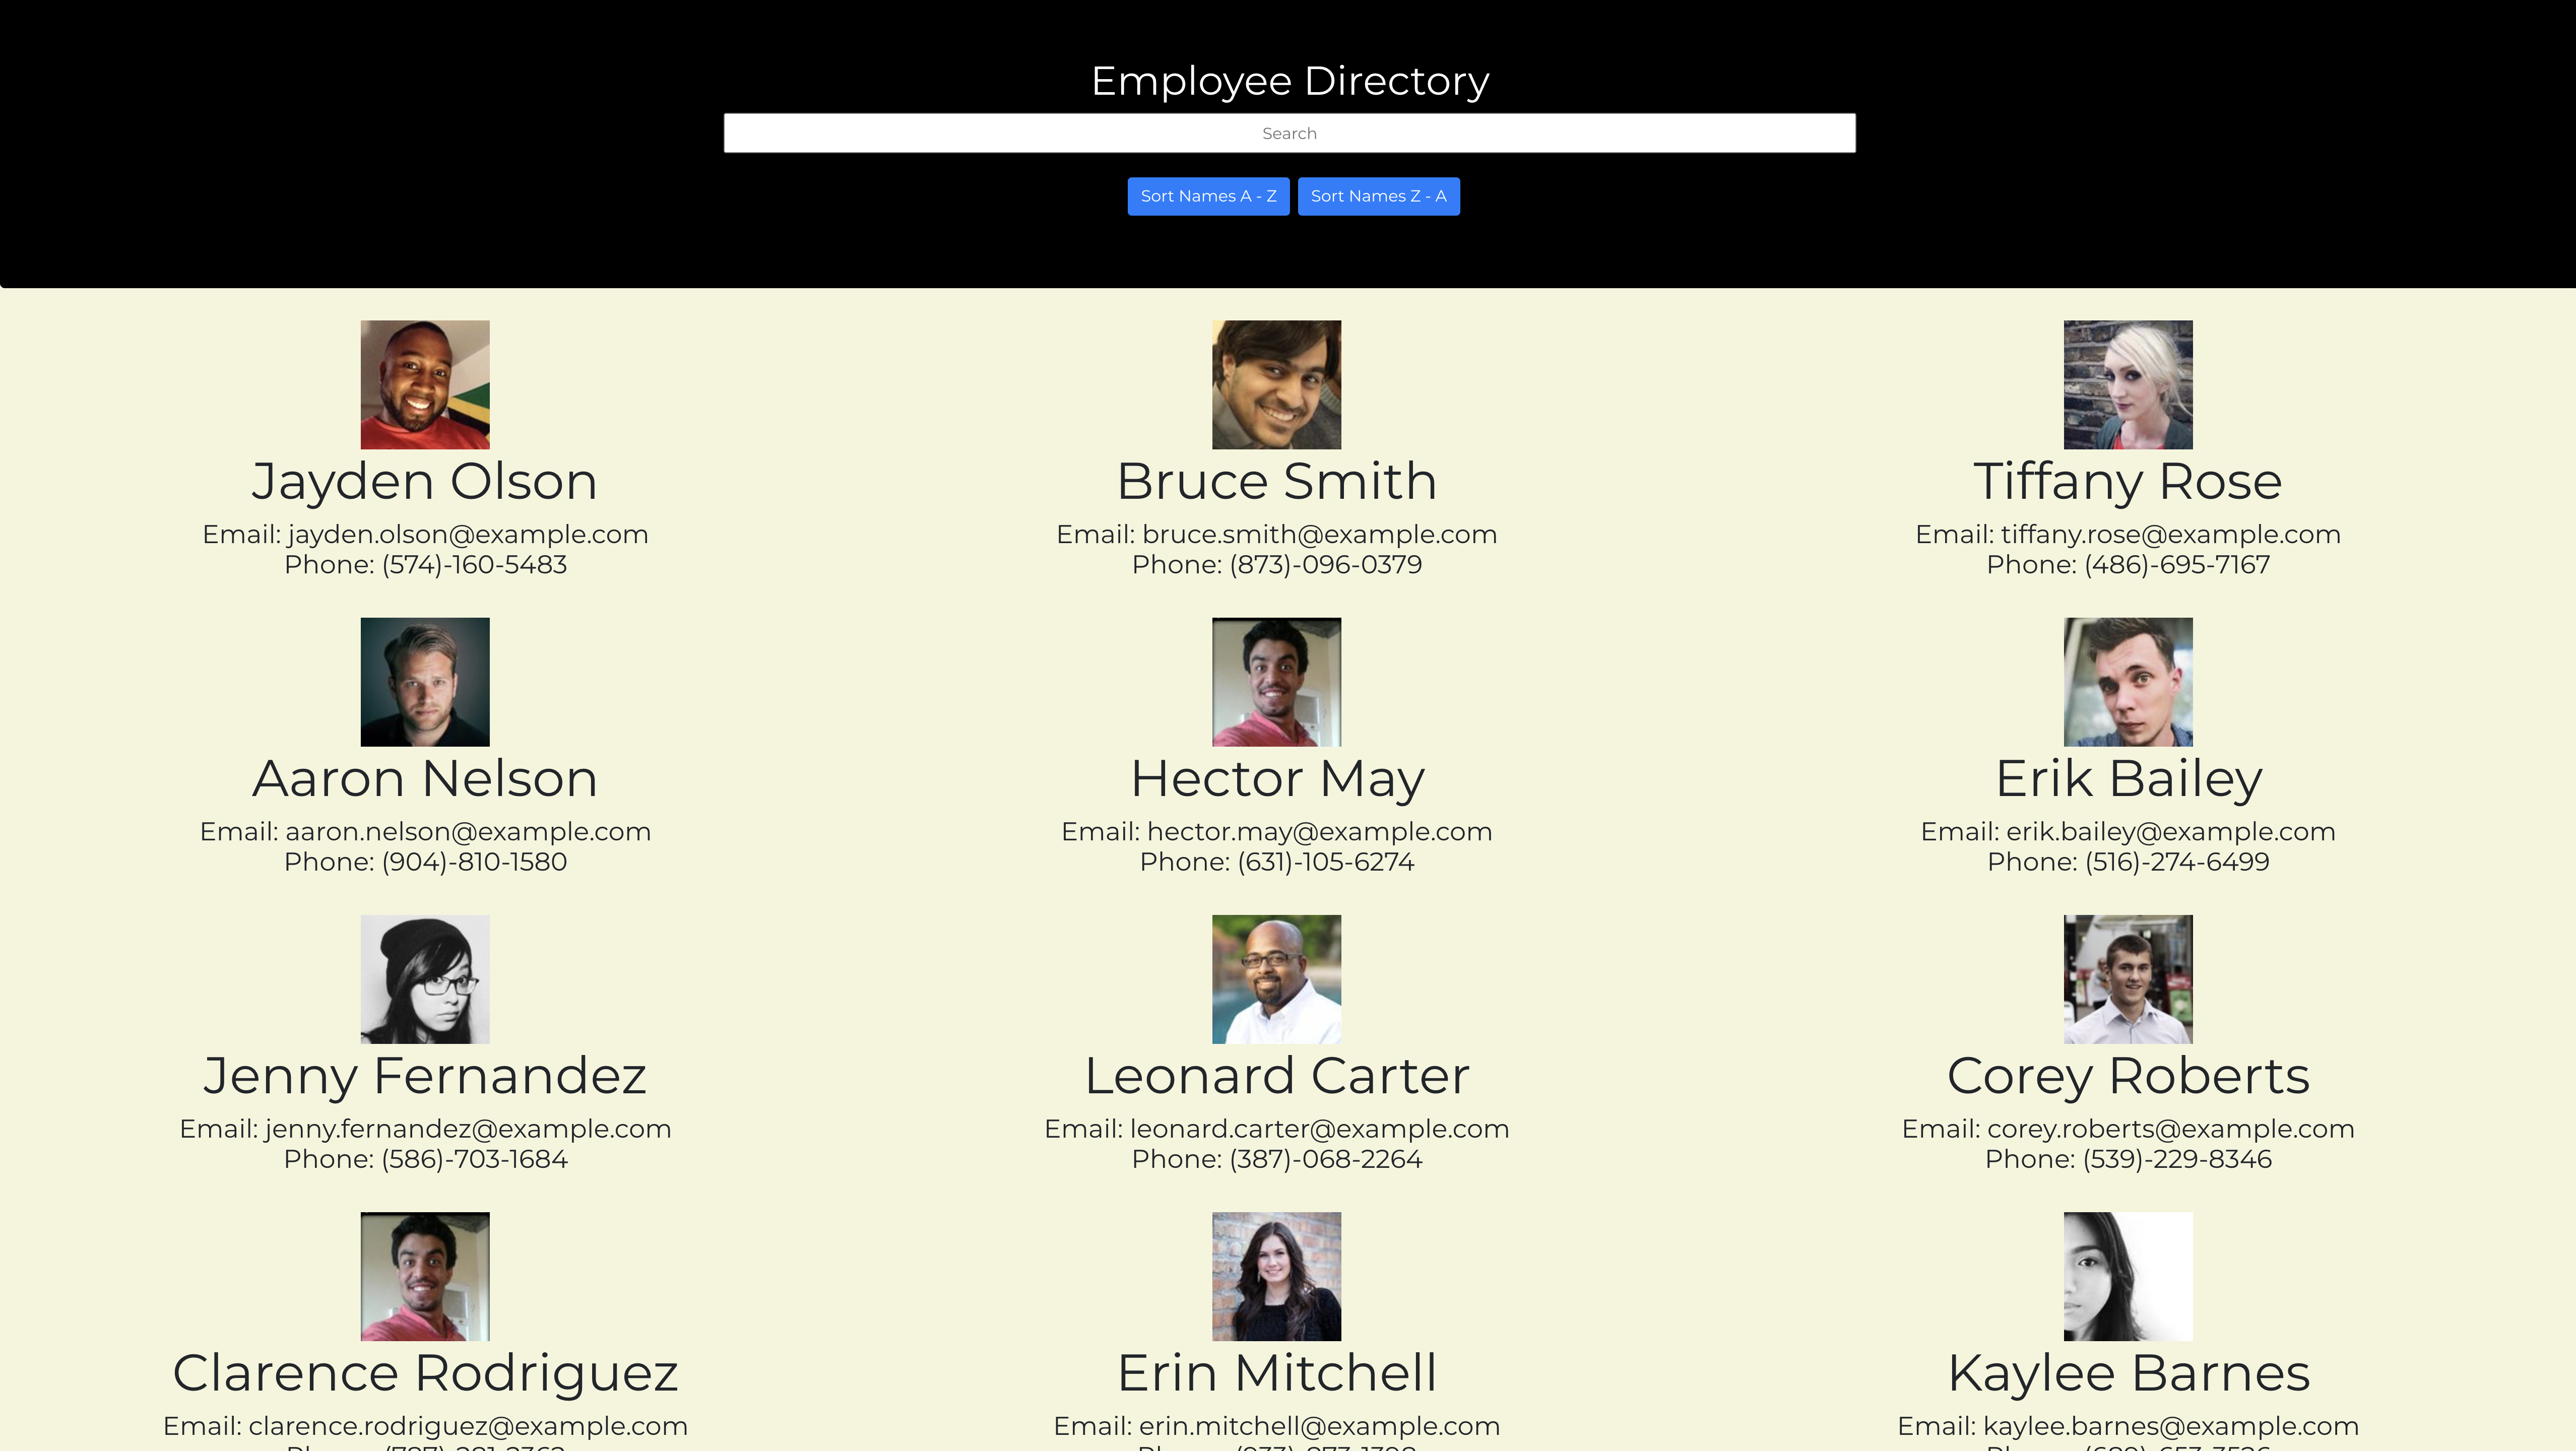 Employee Directory
Search
Sort Names A - Z
Sort Names Z - A
Jayden Olson
Email: jayden.olson@example.com
Phone: (574)-160-5483
Bruce Smith
Email: bruce.smith@example.com
Phone: (873)-096-0379
Tiffany Rose
Email: tiffany.rose@example.com
Phone: (486)-695-7167
Aaron Nelson
Email: aaron.nelson@example.com
Phone: (904)-810-1580
Hector May
Email: hector.may@example.com
Phone: (631)-105-6274
Erik Bailey
Email: erik.bailey@example.com
Phone: (516)-274-6499
Jenny Fernandez
Email: jenny.fernandez@example.com
Phone: (586)-703-1684
Leonard Carter
Email: leonard.carter@example.com
Phone: (387)-068-2264
Corey Roberts
Email: corey.roberts@example.com
Phone: (539)-229-8346
Clarence Rodriguez
Email: clarence.rodriguez@example.com
Erin Mitchell
Email: erin.mitchell@example.com
Kaylee Barnes
Email: kaylee.barnes@example.com